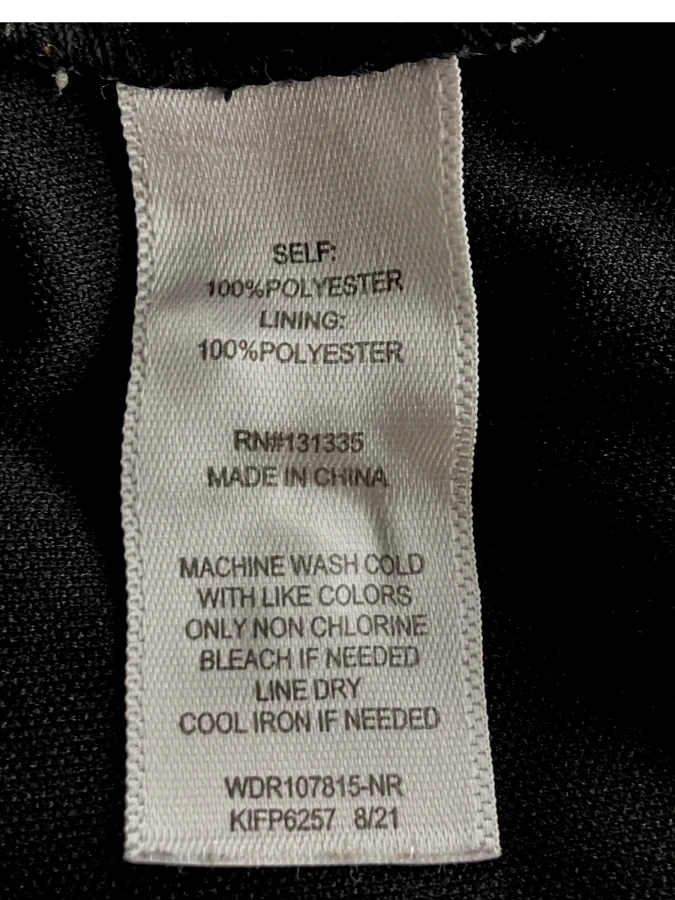 SELF:
100%POLYESTER
LINING:
100%POLYESTER
RN#131335
MADE IN CHINA
MACHINE WASH COLD
WITH LIKE COLORS
ONLY NON CHLORINE
BLEACH IF NEEDED
LINE DRY
COOL IRON IF NEEDED
WDR107815-NR
KIFP6257 8/21